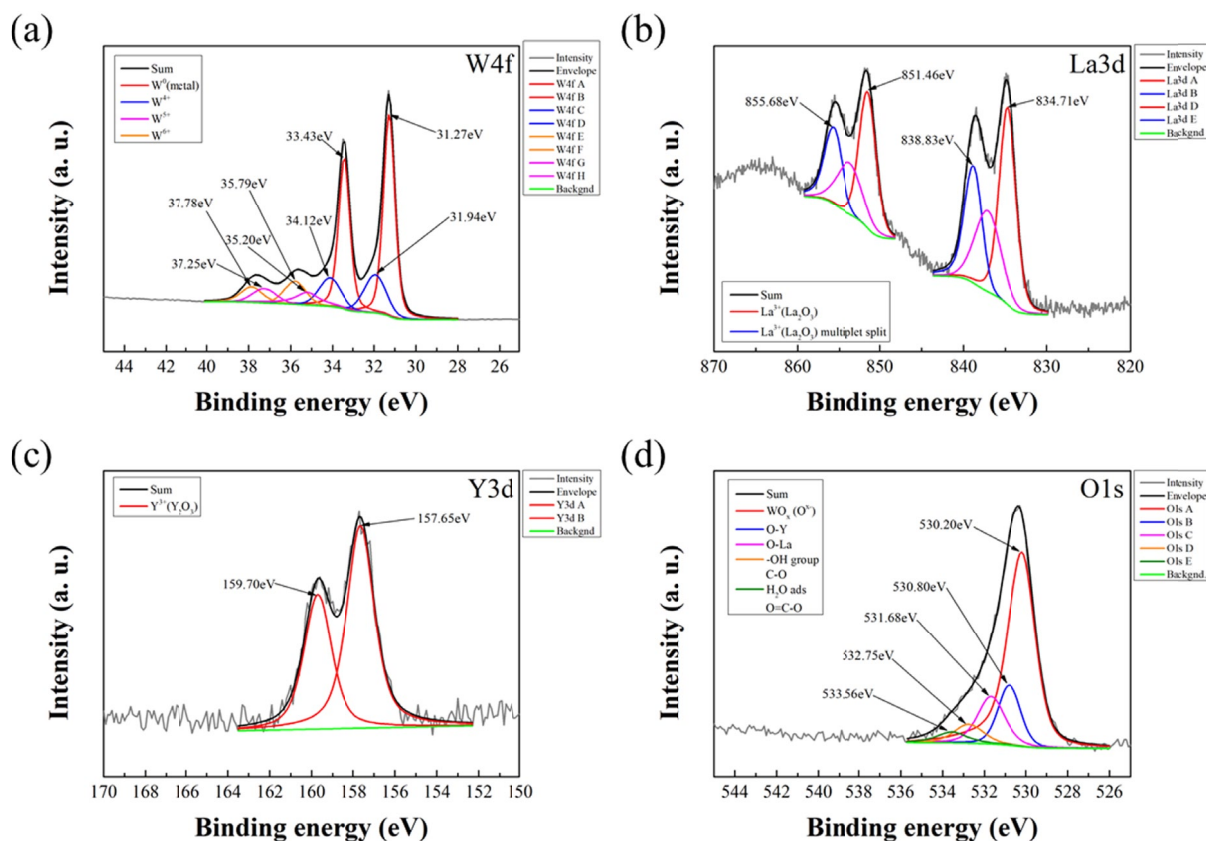 (a)
W4f
Sum
W⁰(metal)
W⁴⁺
W⁵⁺
W⁶⁺
Intensity
Envelope
W4f A
W4f B
W4f C
W4f D
W4f E
W4f F
W4f G
W4f H
Backgnd
33.43eV
31.27eV
35.79eV
37.78eV
34.12eV
31.94eV
35.20eV
37.25eV
Intensity (a. u.)
44 42 40 38 36 34 32 30 28 26
Binding energy (eV)
(b)
La3d
Intensity
Envelope
La3d A
La3d B
La3d D
La3d E
Backgnd
851.46eV
855.68eV
834.71eV
838.83eV
Sum
La³⁺(La₂O₃)
La³⁺(La₂O₃) multiplet split
Intensity (a. u.)
870 860 850 840 830 820
Binding energy (eV)
(c)
Y3d
Sum
Y³⁺(Y₂O₃)
Intensity
Envelope
Y3d A
Y3d B
Backgnd
157.65eV
159.70eV
Intensity (a. u.)
170 168 166 164 162 160 158 156 154 152 150
Binding energy (eV)
(d)
O1s
Sum
WOₓ (Oˣ⁻)
O-Y
O-La
-OH group
C-O
H₂O ads
O=C-O
Intensity
Envelope
O1s A
O1s B
O1s C
O1s D
O1s E
Backgnd
530.20eV
530.80eV
531.68eV
532.75eV
533.56eV
Intensity (a. u.)
544 542 540 538 536 534 532 530 528 526
Binding energy (eV)